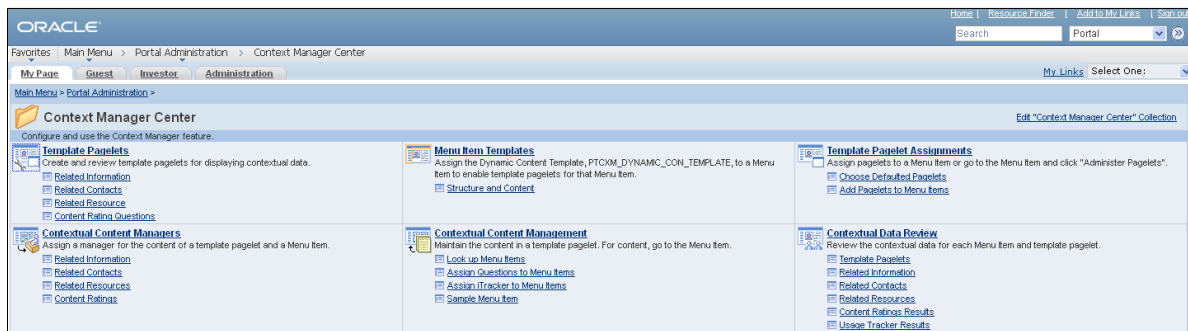 Home | Resource Finder | Add to My Links | Sign out
ORACLE
Search Portal
Favorites Main Menu > Portal Administration > Context Manager Center
My Page Guest Investor Administration
My Links Select One:
Main Menu > Portal Administration >
Context Manager Center
Edit "Context Manager Center" Collection
Configure and use the Context Manager feature.
Template Pagelets
Create and review template pagelets for displaying contextual data.
Related Information
Related Contacts
Related Resource
Content Rating Questions
Menu Item Templates
Assign the Dynamic Content Template, PTCXM_DYNAMIC_CON_TEMPLATE, to a Menu
Item to enable template pagelets for that Menu Item.
Structure and Content
Template Pagelet Assignments
Assign pagelets to a Menu Item or go to the Menu Item and click "Administer Pagelets".
Choose Defaulted Pagelets
Add Pagelets to Menu Items
Contextual Content Managers
Assign a manager for the content of a template pagelet and a Menu Item.
Related Information
Related Contacts
Related Resources
Content Ratings
Contextual Content Management
Maintain the content in a template pagelet. For content, go to the Menu Item.
Look up Menu Items
Assign Questions to Menu Items
Assign iTracker to Menu Items
Sample Menu Item
Contextual Data Review
Review the contextual data for each Menu Item and template pagelet.
Template Pagelets
Related Information
Related Contacts
Related Resources
Content Ratings Results
Usage Tracker Results